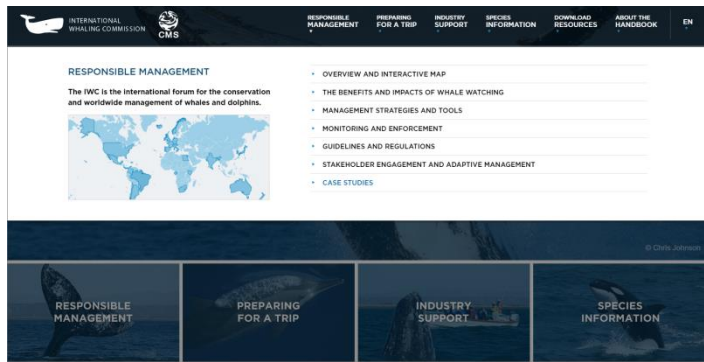 INTERNATIONAL
WHALING COMMISSION
CMS
RESPONSIBLE
MANAGEMENT
PREPARING
FOR A TRIP
INDUSTRY
SUPPORT
SPECIES
INFORMATION
DOWNLOAD
RESOURCES
ABOUT THE
HANDBOOK
EN
RESPONSIBLE MANAGEMENT
The IWC is the international forum for the conservation
and worldwide management of whales and dolphins.
OVERVIEW AND INTERACTIVE MAP
THE BENEFITS AND IMPACTS OF WHALE WATCHING
MANAGEMENT STRATEGIES AND TOOLS
MONITORING AND ENFORCEMENT
GUIDELINES AND REGULATIONS
STAKEHOLDER ENGAGEMENT AND ADAPTIVE MANAGEMENT
CASE STUDIES
© Chris Johnson
RESPONSIBLE
MANAGEMENT
PREPARING
FOR A TRIP
INDUSTRY
SUPPORT
SPECIES
INFORMATION